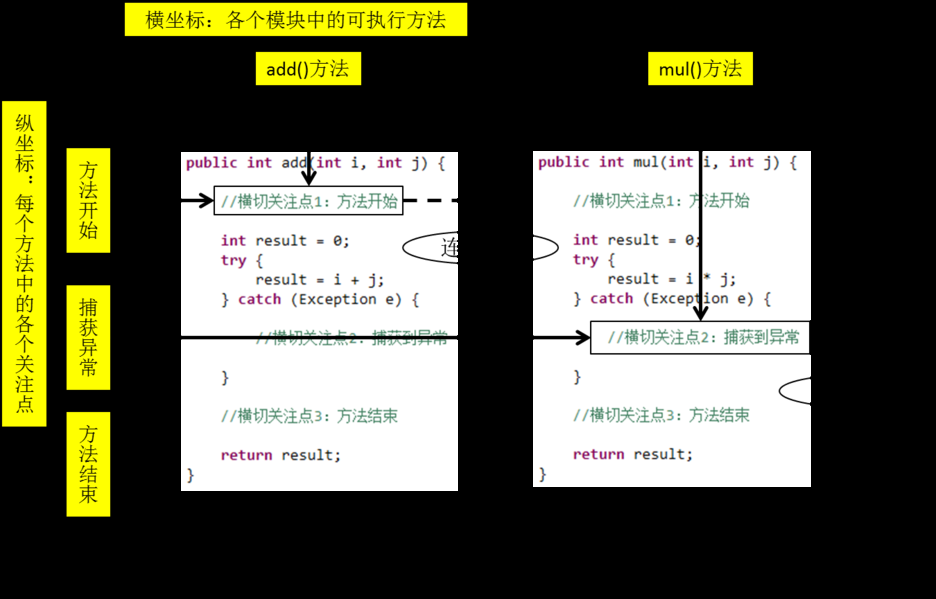 横坐标：各个模块中的可执行方法
add()方法
mul()方法
纵坐标：每个方法中的各个关注点
方法开始
捕获异常
方法结束
public int add(int i, int j) {
//横切关注点1：方法开始
int result = 0;
try {
result = i + j;
} catch (Exception e) {
//横切关注点2：捕获到异常
}
//横切关注点3：方法结束
return result;
}
连
public int mul(int i, int j) {
//横切关注点1：方法开始
int result = 0;
try {
result = i * j;
} catch (Exception e) {
//横切关注点2：捕获到异常
}
//横切关注点3：方法结束
return result;
}